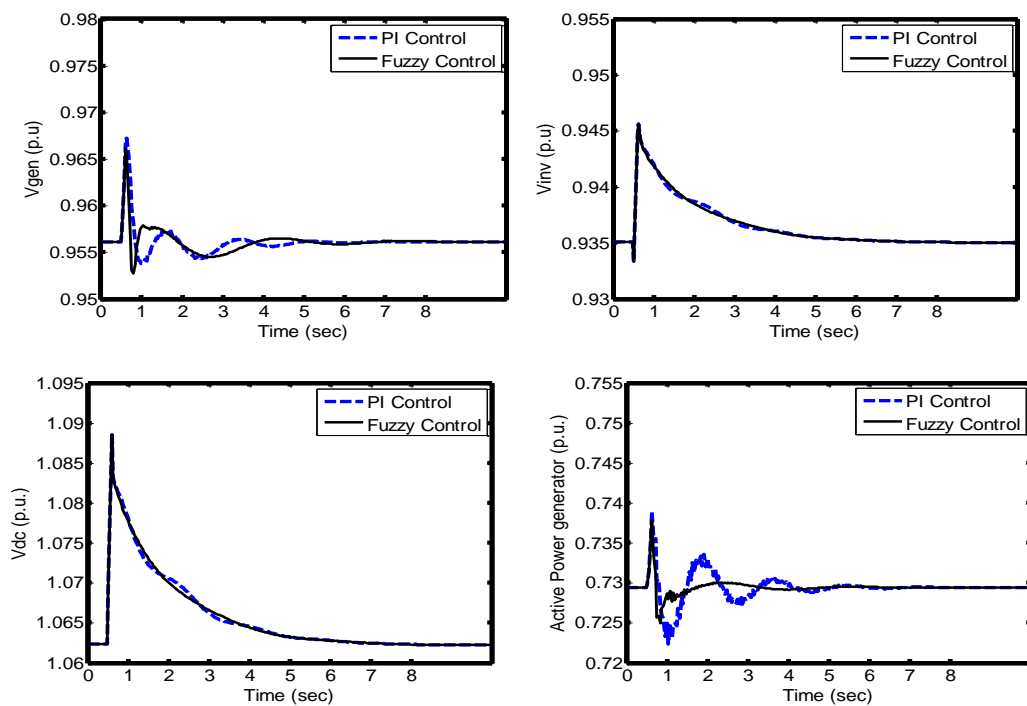 0.98
0.975
0.97
0.965
0.96
0.955
0.95
Vgen (p.u)
PI Control
Fuzzy Control
0 1 2 3 4 5 6 7 8
Time (sec)
0.955
0.95
0.945
0.94
0.935
0.93
Vinv (p.u)
PI Control
Fuzzy Control
0 1 2 3 4 5 6 7 8
Time (sec)
1.095
1.09
1.085
1.08
1.075
1.07
1.065
1.06
Vdc (p.u.)
PI Control
Fuzzy Control
0 1 2 3 4 5 6 7 8
Time (sec)
0.755
0.75
0.745
0.74
0.735
0.73
0.725
0.72
Active Power generator (p.u.)
PI Control
Fuzzy Control
0 1 2 3 4 5 6 7 8
Time (sec)